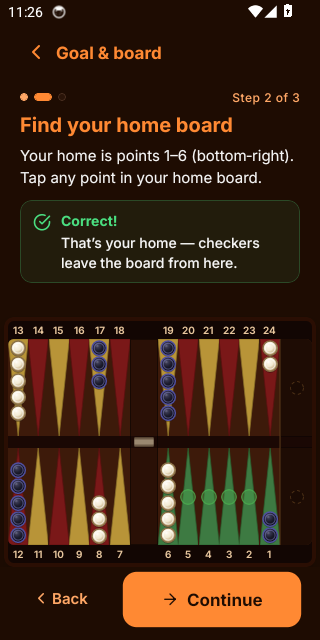 11:26
Goal & board
Step 2 of 3
Find your home board
Your home is points 1–6 (bottom-right).
Tap any point in your home board.
Correct!
That's your home — checkers
leave the board from here.
13 14 15 16 17 18 19 20 21 22 23 24
12 11 10 9 8 7 6 5 4 3 2 1
Back
Continue